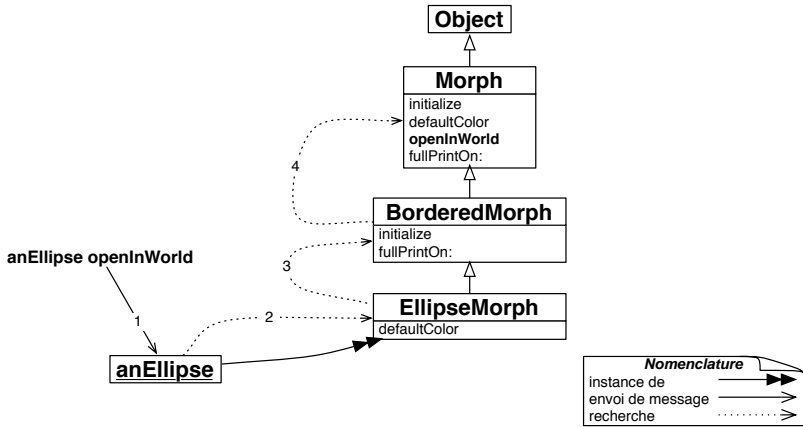 Object
Morph
initialize
defaultColor
openInWorld
fullPrintOn:
4
BorderedMorph
initialize
fullPrintOn:
anEllipse openInWorld
3
EllipseMorph
defaultColor
1
2
anEllipse
Nomenclature
instance de
envoi de message
recherche